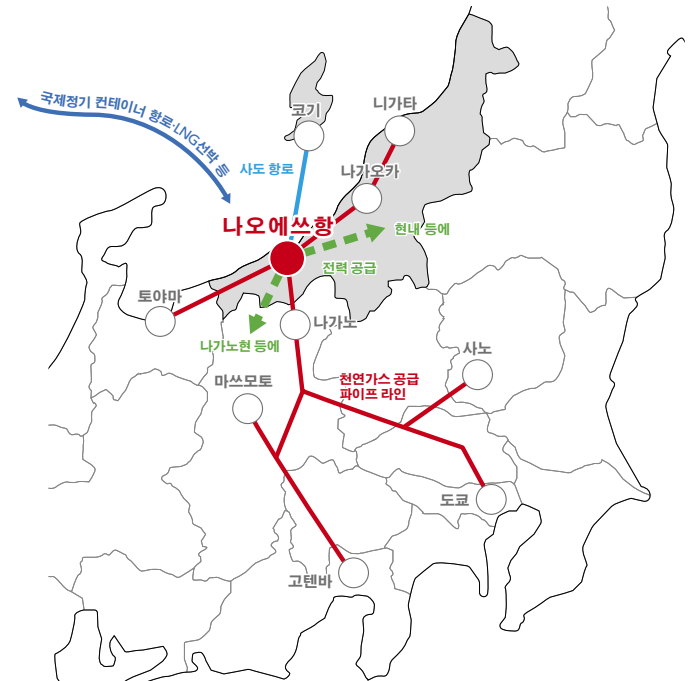 국제정기 컨테이너 항로·LNG선박 등
코기
니가타
사도 항로
나가오카
나오에쓰항
현내 등에
전력 공급
토야마
나가노
나가노현 등에
사노
마쓰모토
천연가스 공급
파이프 라인
도쿄
고텐바